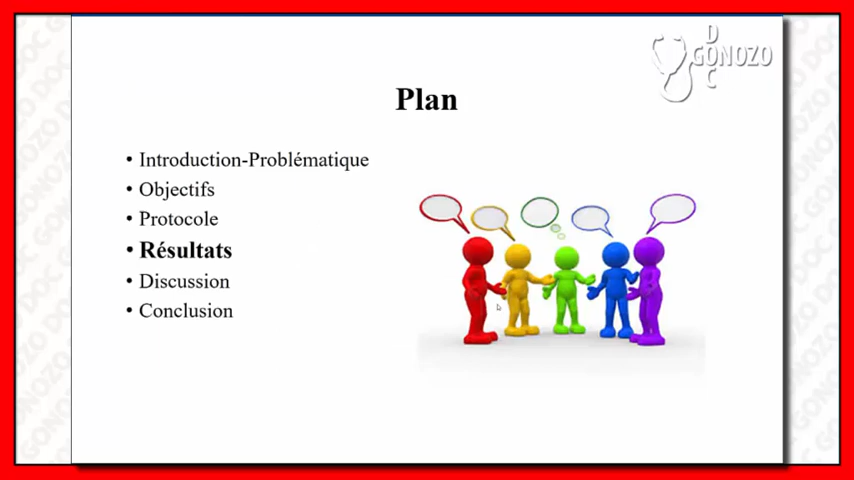 D
GONOZO
C
Plan
• Introduction-Problématique
• Objectifs
• Protocole
• Résultats
• Discussion
• Conclusion